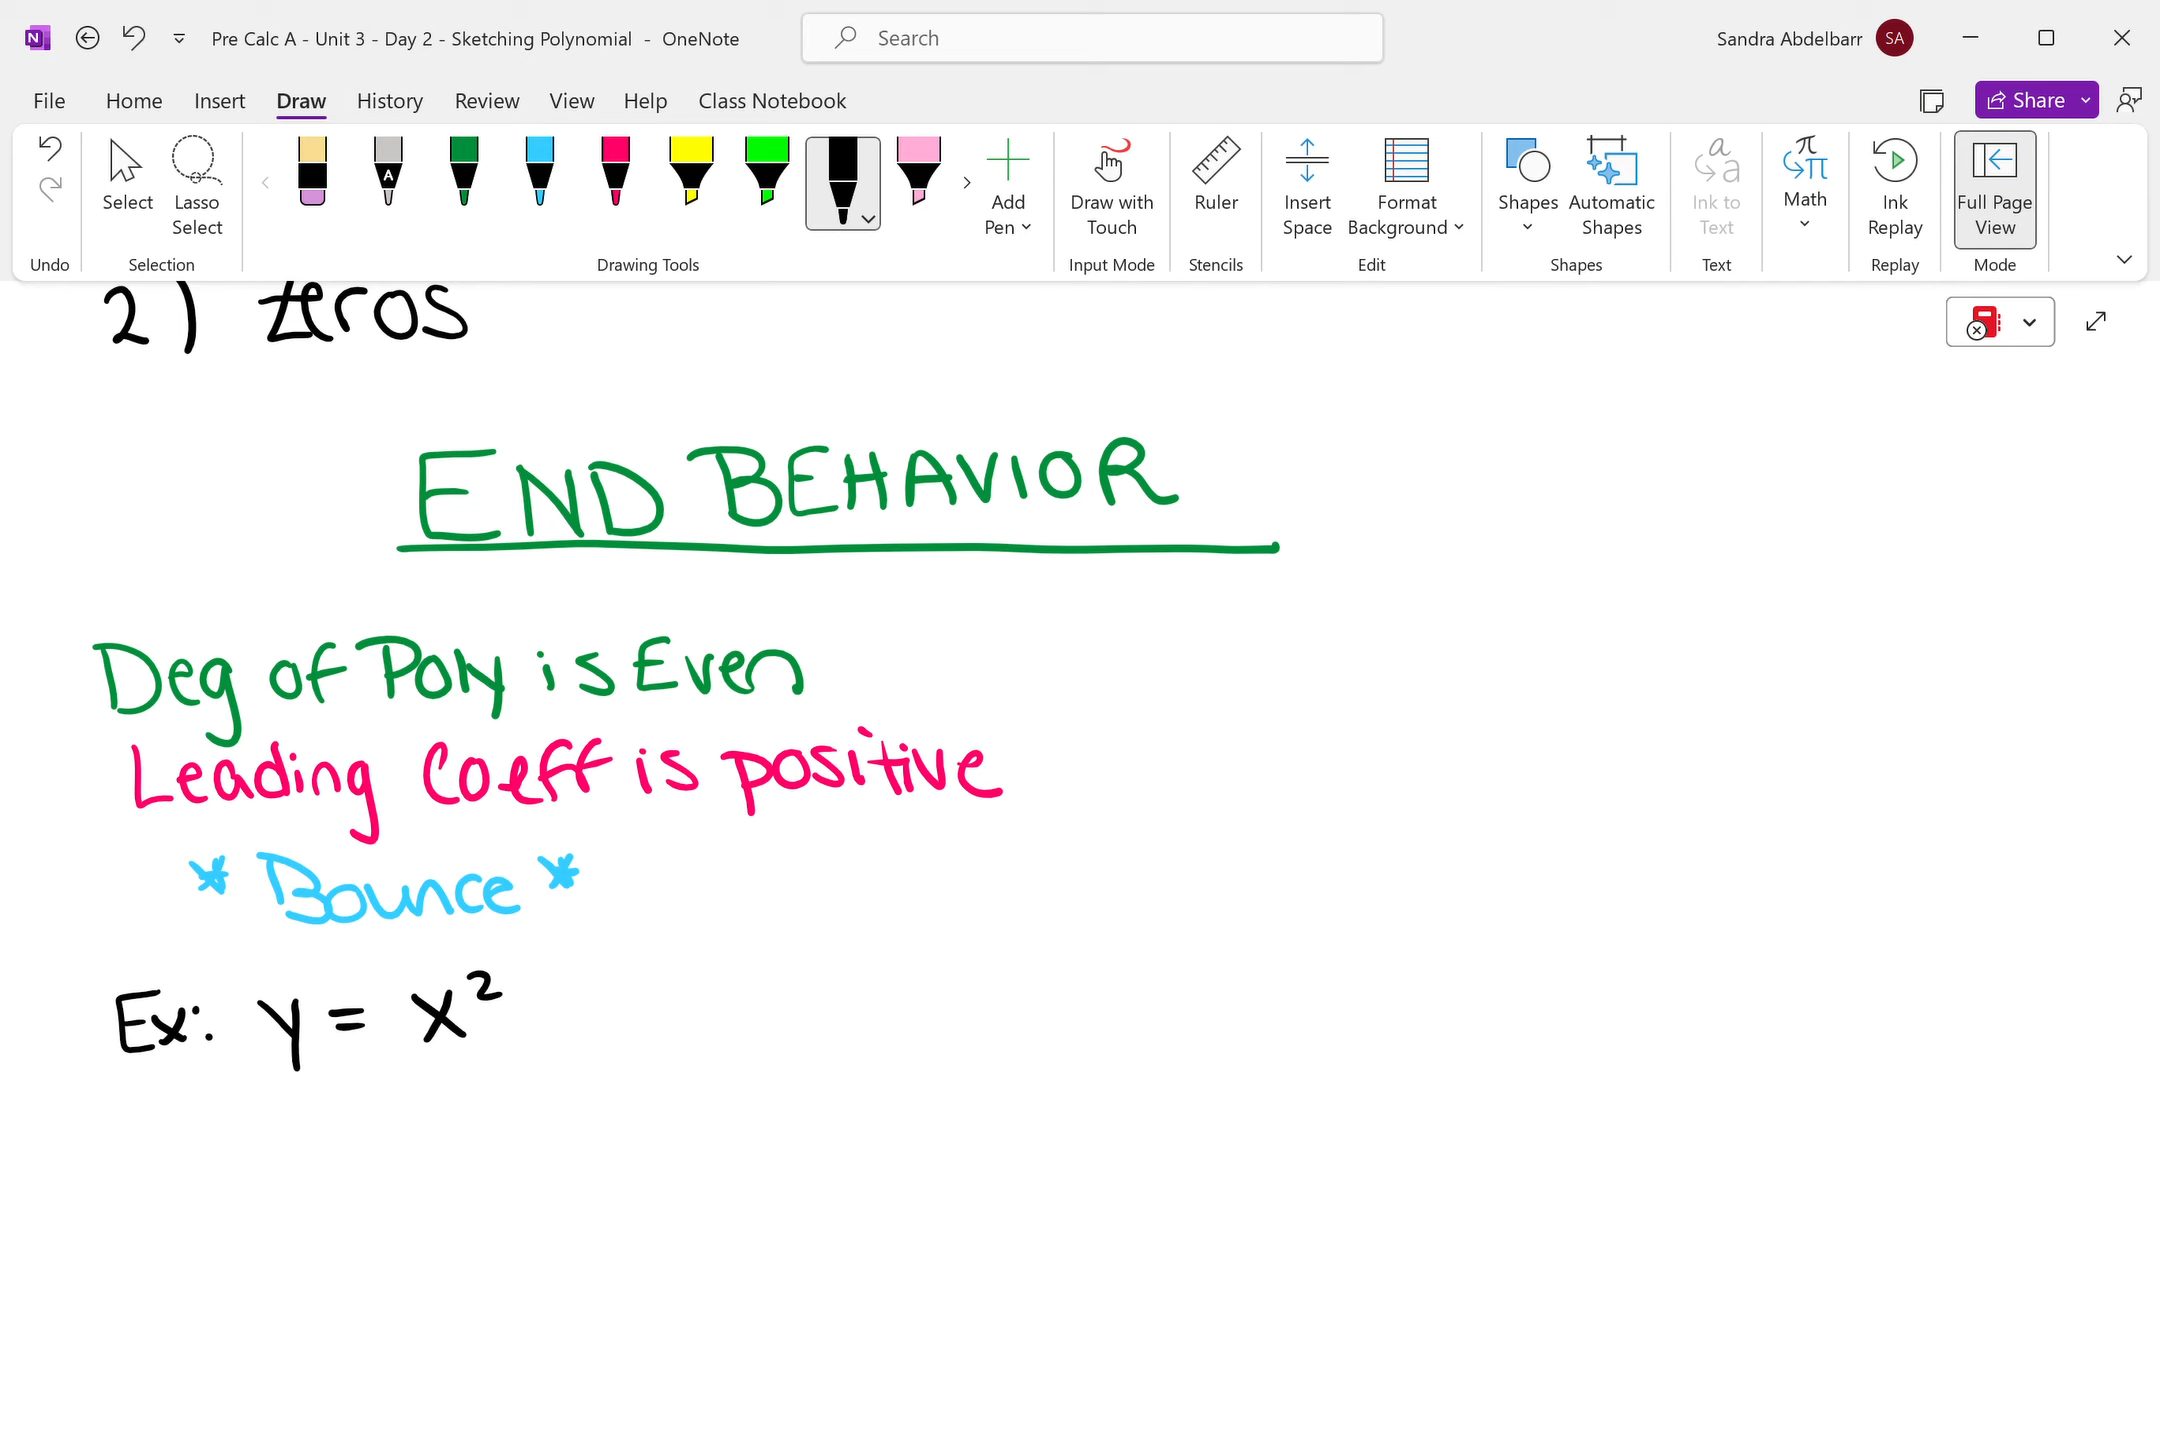 Pre Calc A - Unit 3 - Day 2 - Sketching Polynomial - OneNote
Search
Sandra Abdelbarr SA
File Home Insert Draw History Review View Help Class Notebook
Share
Select
Lasso Select
Add Pen
Draw with Touch
Ruler
Insert Space
Format Background
Shapes
Automatic Shapes
Ink to Text
Math
Ink Replay
Full Page View
Undo Selection Drawing Tools Input Mode Stencils Edit Shapes Text Replay Mode
2) zeros
END BEHAVIOR
Deg of Poly is Even
Leading Coeff is positive
* Bounce *
Ex: y = x²